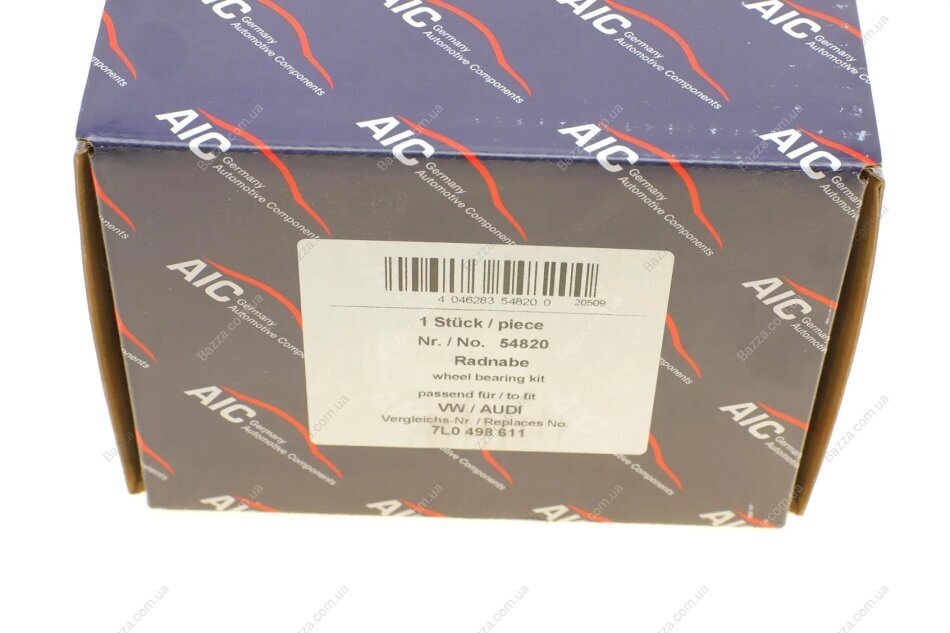 AIC Germany
Automotive Components
4 046283 54820 0 20509
1 Stück / piece
Nr. / No. 54820
Radnabe
wheel bearing kit
passend für / to fit
VW / AUDI
Vergleichs-Nr. / Replaces No.
7L0 498 611
Bazza.com.ua